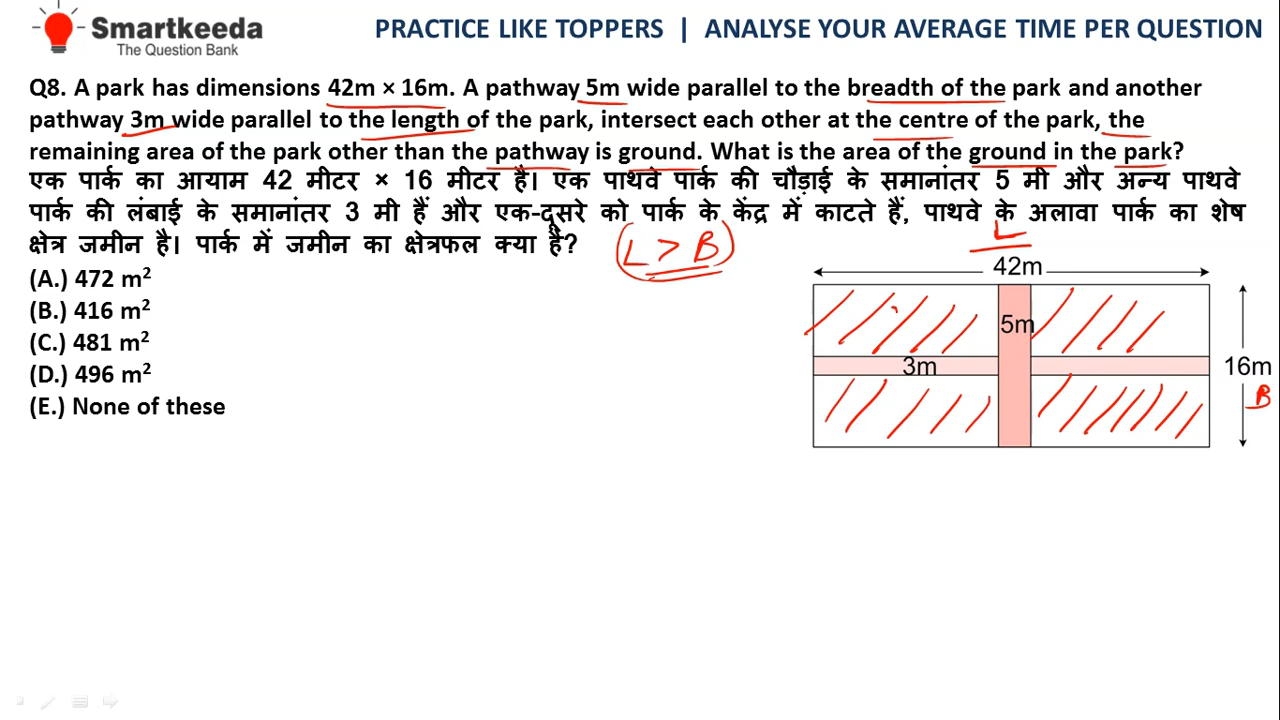 Smartkeeda
The Question Bank
PRACTICE LIKE TOPPERS | ANALYSE YOUR AVERAGE TIME PER QUESTION
Q8. A park has dimensions 42m × 16m. A pathway 5m wide parallel to the breadth of the park and another
pathway 3m wide parallel to the length of the park, intersect each other at the centre of the park, the
remaining area of the park other than the pathway is ground. What is the area of the ground in the park?
एक पार्क का आयाम 42 मीटर × 16 मीटर है। एक पाथवे पार्क की चौड़ाई के समानांतर 5 मी और अन्य पाथवे
पार्क की लंबाई के समानांतर 3 मी हैं और एक-दूसरे को पार्क के केंद्र में काटते हैं, पाथवे के अलावा पार्क का शेष
क्षेत्र जमीन है। पार्क में जमीन का क्षेत्रफल क्या है?
(L > B)
L
42m
(A.) 472 m²
(B.) 416 m²
(C.) 481 m²
(D.) 496 m²
(E.) None of these
5m
3m
16m
B